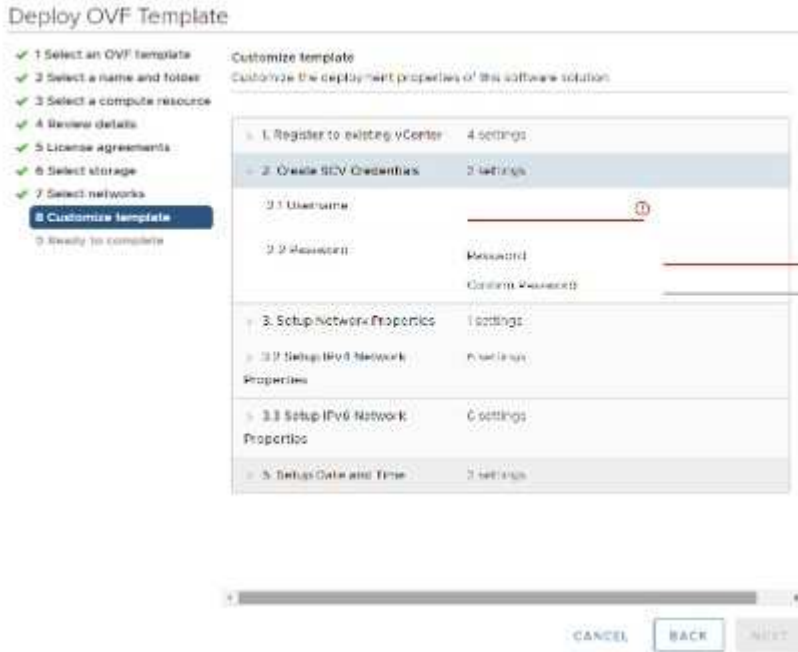 Deploy OVF Template
1 Select an OVF template
2 Select a name and folder
3 Select a compute resource
4 Review details
5 License agreements
6 Select storage
7 Select networks
8 Customize template
9 Ready to complete
Customize template
Customize the deployment properties of this software solution.
1. Register to existing vCenter 4 settings
2. Create SCV Credentials 2 settings
2.1 Username
2.2 Password
Password
Confirm Password
3. Setup Network Properties 1 settings
3.2 Setup IPv4 Network Properties 6 settings
3.3 Setup IPv6 Network Properties 6 settings
5. Setup Date and Time 2 settings
CANCEL
BACK
NEXT